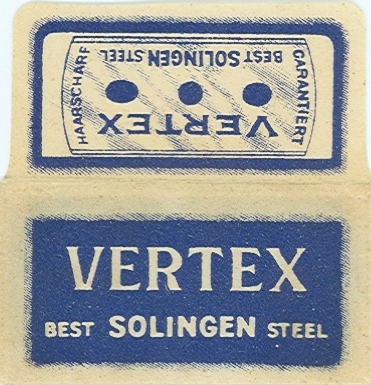 HAARSCHARF
BEST SOLINGEN STEEL
GARANTIERT
VERTEX
VERTEX
BEST SOLINGEN STEEL